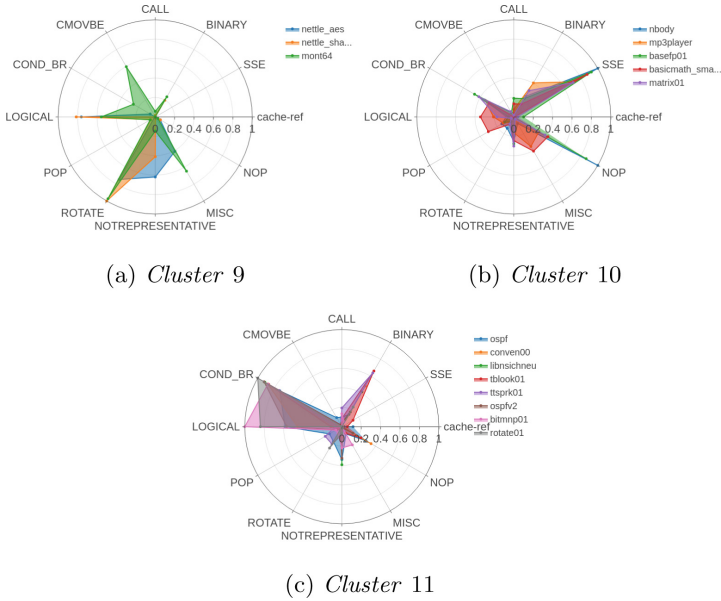 CALL
CMOVBE
BINARY
COND_BR
SSE
LOGICAL
0 0.2 0.4 0.6 0.8 1
cache-ref
POP
NOP
ROTATE
MISC
NOTREPRESENTATIVE
nettle_aes
nettle_sha...
mont64
(a) Cluster 9
CALL
CMOVBE
BINARY
COND_BR
SSE
LOGICAL
0 0.2 0.4 0.6 0.8 1
cache-ref
POP
NOP
ROTATE
MISC
NOTREPRESENTATIVE
nbody
mp3player
basefp01
basicmath_sma...
matrix01
(b) Cluster 10
CALL
CMOVBE
BINARY
COND_BR
SSE
LOGICAL
0 0.2 0.4 0.6 0.8 1
cache-ref
POP
NOP
ROTATE
MISC
NOTREPRESENTATIVE
ospf
conven00
libnsichneu
tblook01
ttsprk01
ospfv2
bitmnp01
rotate01
(c) Cluster 11